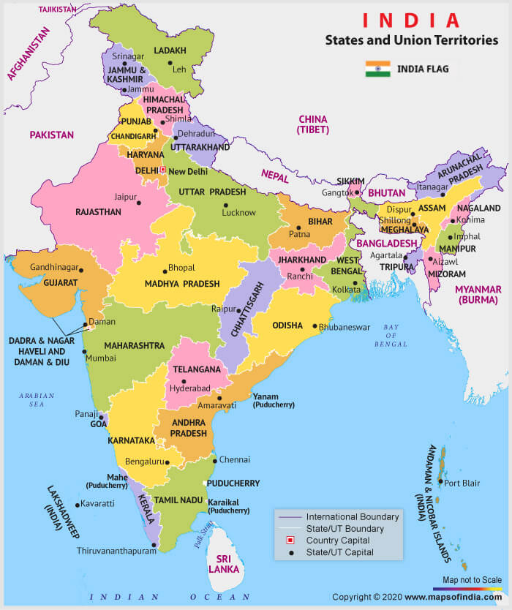 TAJIKISTAN
INDIA
States and Union Territories
INDIA FLAG
AFGHANISTAN
LADAKH
Leh
Srinagar
JAMMU &
KASHMIR
Jammu
HIMACHAL
PRADESH
Shimla
PAKISTAN
PUNJAB
CHANDIGARH
Dehradun
UTTARAKHAND
CHINA
(TIBET)
HARYANA
DELHI
New Delhi
NEPAL
SIKKIM
Gangtok
BHUTAN
ARUNACHAL
PRADESH
Itanagar
RAJASTHAN
Jaipur
UTTAR PRADESH
Lucknow
BIHAR
Patna
Dispur
ASSAM
NAGALAND
Kohima
Shillong
MEGHALAYA
Imphal
MANIPUR
BANGLADESH
Agartala
TRIPURA
Aizawl
MIZORAM
MYANMAR
(BURMA)
Gandhinagar
GUJARAT
Bhopal
MADHYA PRADESH
JHARKHAND
Ranchi
WEST
BENGAL
Kolkata
Raipur
CHHATTISGARH
ODISHA
Bhubaneswar
BAY
OF
BENGAL
Daman
DADRA & NAGAR
HAVELI AND
DAMAN & DIU
Mumbai
MAHARASHTRA
TELANGANA
Hyderabad
ARABIAN
SEA
Amaravati
Yanam
(Puducherry)
Panaji
GOA
KARNATAKA
ANDHRA
PRADESH
Bengaluru
Chennai
Mahe
(Puducherry)
PUDUCHERRY
KERALA
TAMIL NADU
Karaikal
(Puducherry)
LAKSHADWEEP
(INDIA)
Kavaratti
Thiruvananthapuram
Palk Strait
SRI
LANKA
ANDAMAN & NICOBAR ISLANDS
(INDIA)
Port Blair
International Boundary
State/UT Boundary
Country Capital
State/UT Capital
INDIAN OCEAN
Map not to Scale
Copyright © 2020 www.mapsofindia.com